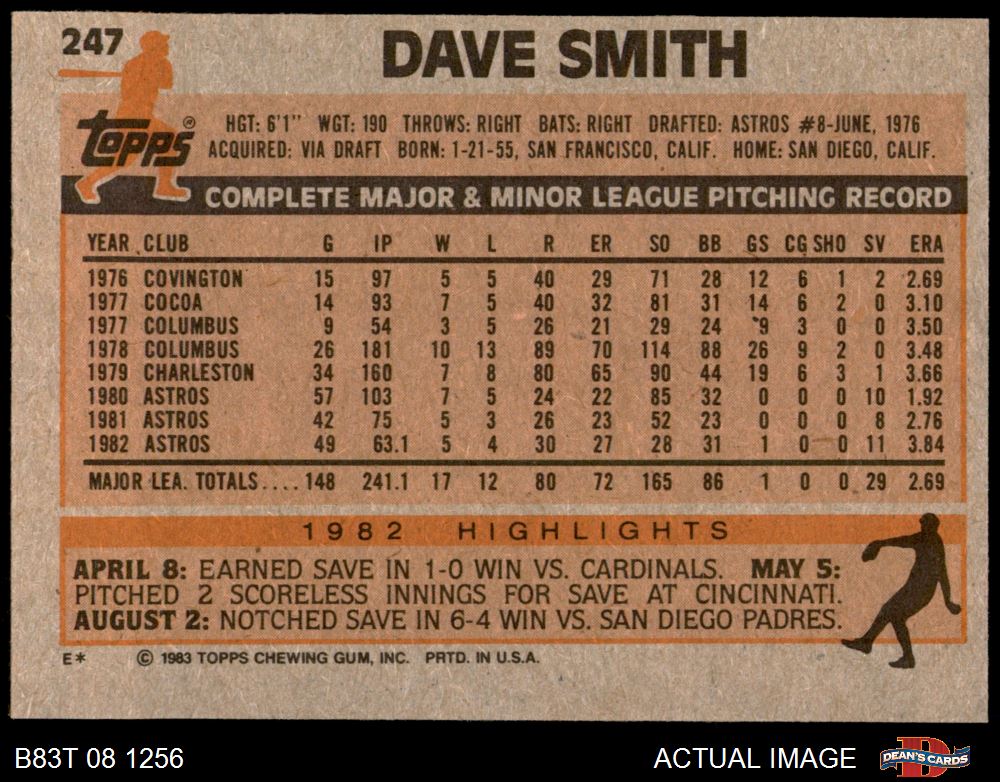 247
DAVE SMITH
Topps®
HGT: 6'1" WGT: 190 THROWS: RIGHT BATS: RIGHT DRAFTED: ASTROS #8-JUNE, 1976
ACQUIRED: VIA DRAFT BORN: 1-21-55, SAN FRANCISCO, CALIF. HOME: SAN DIEGO, CALIF.
COMPLETE MAJOR & MINOR LEAGUE PITCHING RECORD
YEAR CLUB G IP W L R ER SO BB GS CG SHO SV ERA
1976 COVINGTON 15 97 5 5 40 29 71 28 12 6 1 2 2.69
1977 COCOA 14 93 7 5 40 32 81 31 14 6 2 0 3.10
1977 COLUMBUS 9 54 3 5 26 21 29 24 9 3 0 0 3.50
1978 COLUMBUS 26 181 10 13 89 70 114 88 26 9 2 0 3.48
1979 CHARLESTON 34 160 7 8 80 65 90 44 19 6 3 1 3.66
1980 ASTROS 57 103 7 5 24 22 85 32 0 0 0 10 1.92
1981 ASTROS 42 75 5 3 26 23 52 23 0 0 0 8 2.76
1982 ASTROS 49 63.1 5 4 30 27 28 31 1 0 0 11 3.84
MAJOR LEA. TOTALS.... 148 241.1 17 12 80 72 165 86 1 0 0 29 2.69
1982 HIGHLIGHTS
APRIL 8: EARNED SAVE IN 1-0 WIN VS. CARDINALS. MAY 5:
PITCHED 2 SCORELESS INNINGS FOR SAVE AT CINCINNATI.
AUGUST 2: NOTCHED SAVE IN 6-4 WIN VS. SAN DIEGO PADRES.
E* © 1983 TOPPS CHEWING GUM, INC. PRTD. IN U.S.A.
B83T 08 1256 ACTUAL IMAGE DEAN'S CARDS